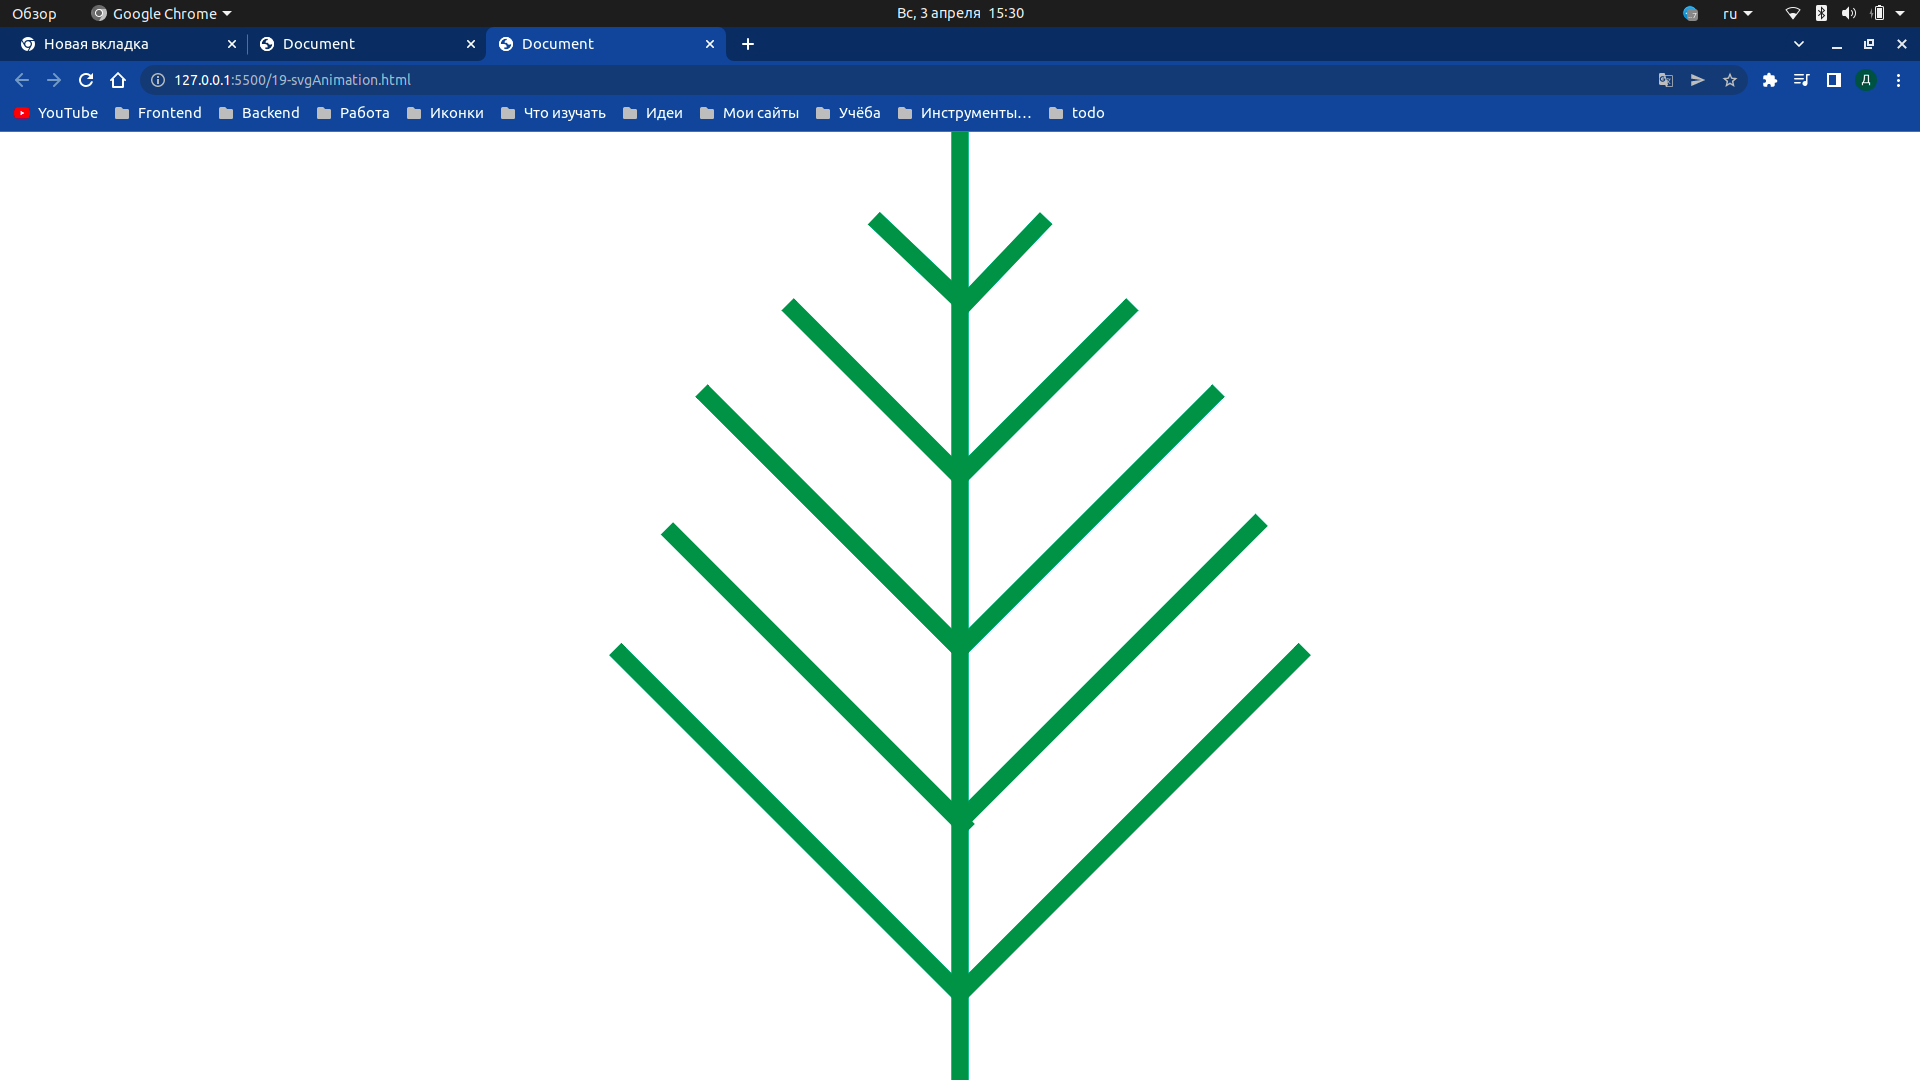 Обзор Google Chrome Вс, 3 апреля 15:30 ru
Новая вкладка Document Document
127.0.0.1:5500/19-svgAnimation.html Д
YouTube Frontend Backend Работа Иконки Что изучать Идеи Мои сайты Учёба Инструменты... todo